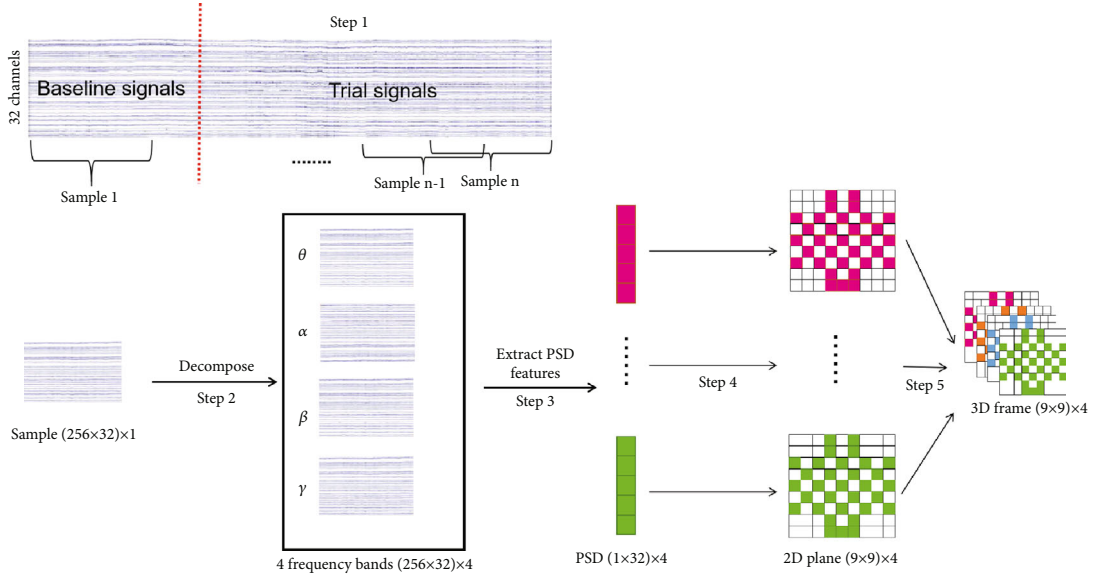 Step 1
32 channels
Baseline signals
Trial signals
Sample 1
Sample n-1
Sample n
θ
α
β
γ
Sample (256×32)×1
Decompose
Step 2
4 frequency bands (256×32)×4
Extract PSD
features
Step 3
PSD (1×32)×4
Step 4
2D plane (9×9)×4
Step 5
3D frame (9×9)×4